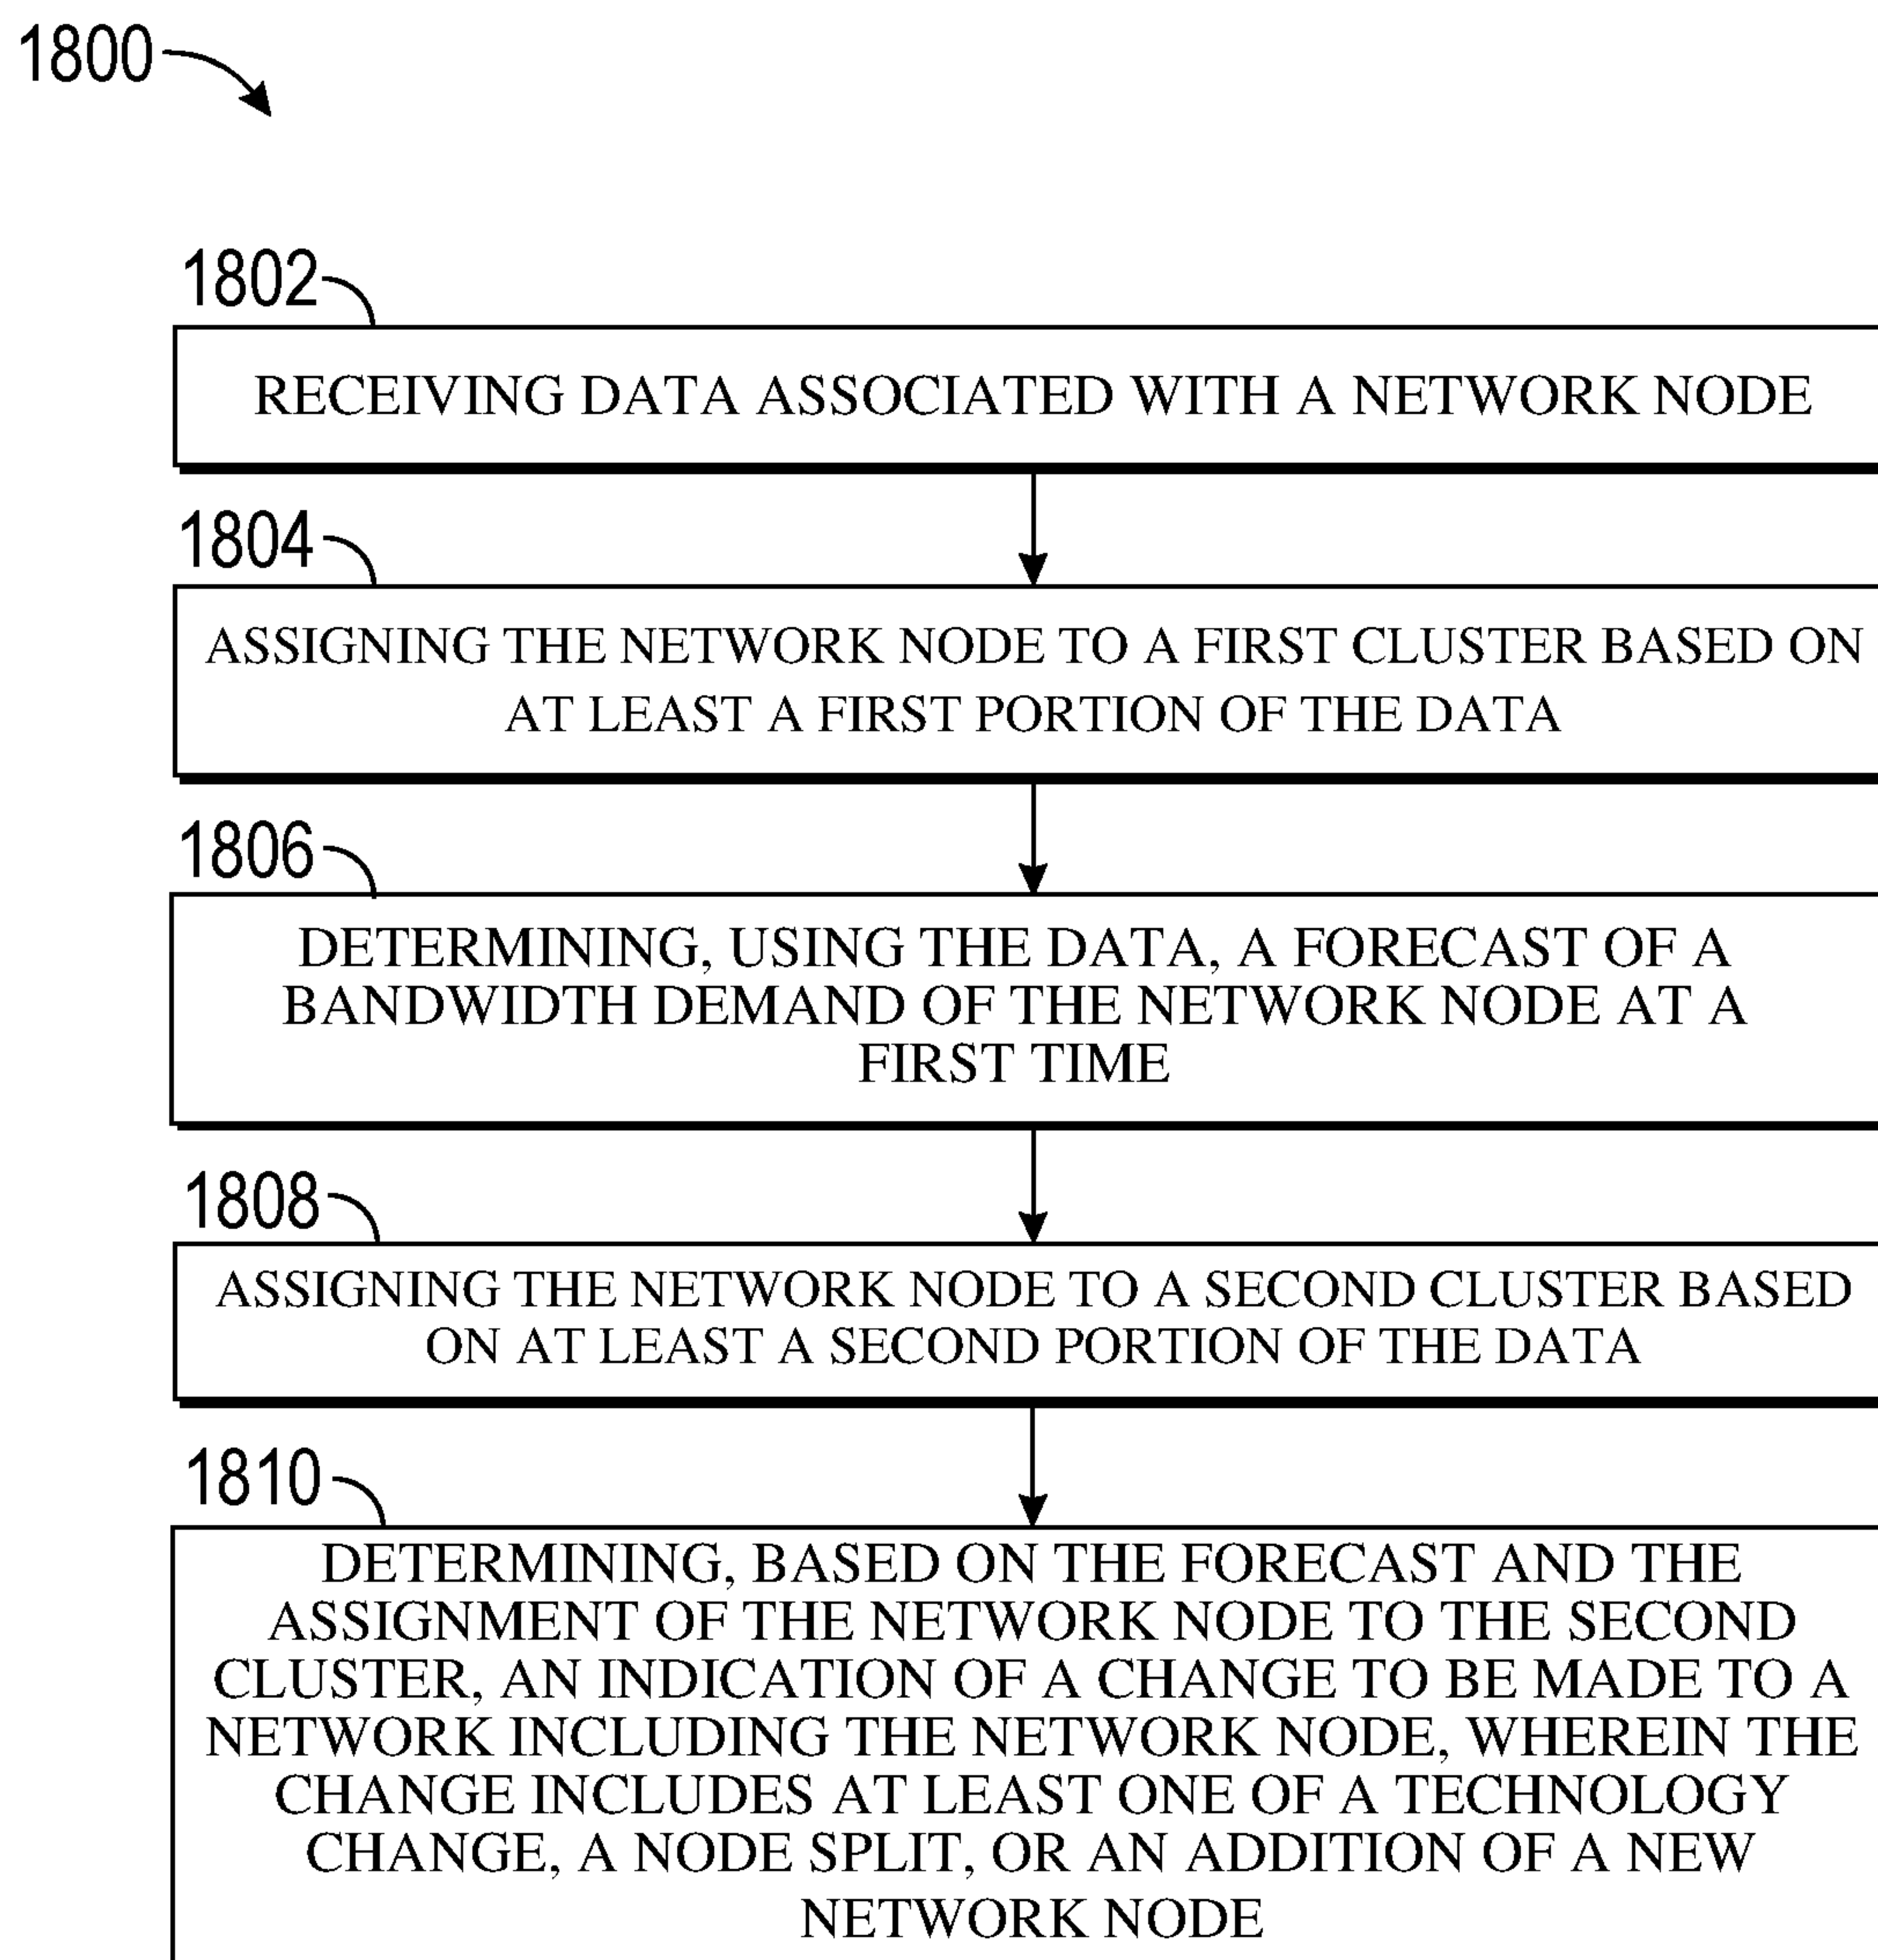 1800
1802
RECEIVING DATA ASSOCIATED WITH A NETWORK NODE
1804
ASSIGNING THE NETWORK NODE TO A FIRST CLUSTER BASED ON
AT LEAST A FIRST PORTION OF THE DATA
1806
DETERMINING, USING THE DATA, A FORECAST OF A
BANDWIDTH DEMAND OF THE NETWORK NODE AT A
FIRST TIME
1808
ASSIGNING THE NETWORK NODE TO A SECOND CLUSTER BASED
ON AT LEAST A SECOND PORTION OF THE DATA
1810
DETERMINING, BASED ON THE FORECAST AND THE
ASSIGNMENT OF THE NETWORK NODE TO THE SECOND
CLUSTER, AN INDICATION OF A CHANGE TO BE MADE TO A
NETWORK INCLUDING THE NETWORK NODE, WHEREIN THE
CHANGE INCLUDES AT LEAST ONE OF A TECHNOLOGY
CHANGE, A NODE SPLIT, OR AN ADDITION OF A NEW
NETWORK NODE